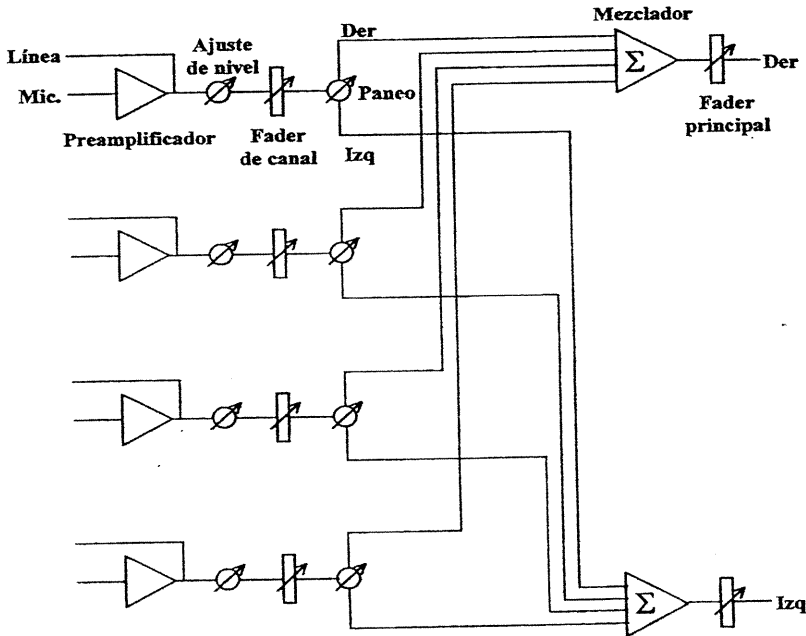 Mezclador
Der
Ajuste
de nivel
Línea
Σ
Der
Mic.
Paneo
Fader
principal
Preamplificador
Fader
de canal
Izq
Σ
Izq